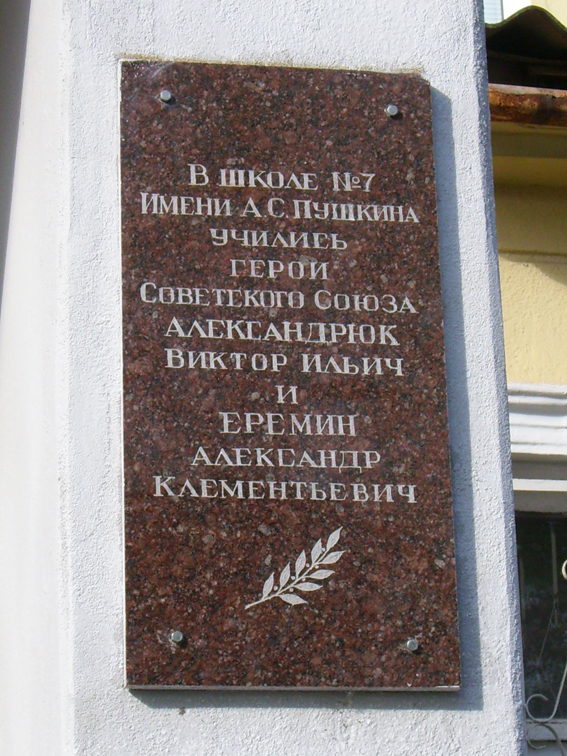 В ШКОЛЕ №7
ИМЕНИ А.С.ПУШКИНА
УЧИЛИСЬ
ГЕРОИ
СОВЕТСКОГО СОЮЗА
АЛЕКСАНДРЮК
ВИКТОР ИЛЬИЧ
И
ЕРЕМИН
АЛЕКСАНДР
КЛЕМЕНТЬЕВИЧ